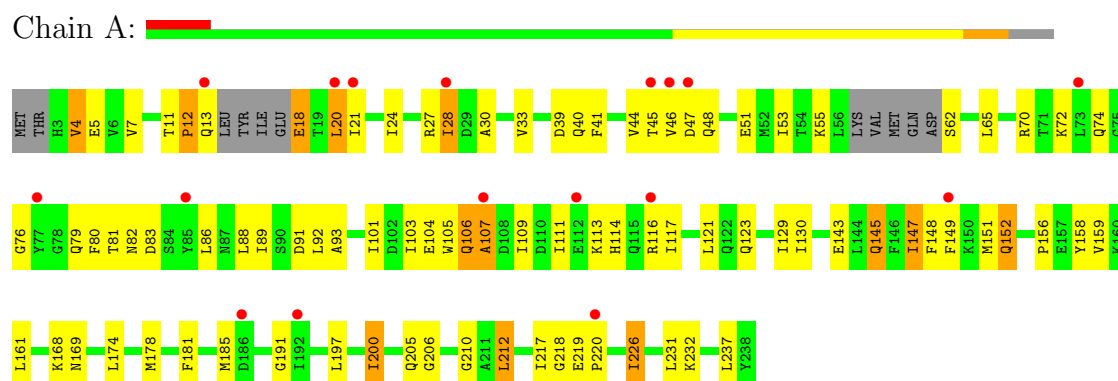 Chain A:
MET THR H3 V4 E5 V6 V7 T11 P12 Q13 LEU TYR ILE GLU E18 T19 L20 I21 I24 R27 I28 D29 A30 V33 D39 Q40 F41 V44 T45 V46 D47 Q48 E51 M52 I53 T54 K55 L56 LYS VAL MET GLN ASP S62 L65 R70 T71 K72 L73 Q74 G75
G76 Y77 G78 Q79 F80 T81 N82 D83 S84 Y85 L86 N87 L88 I89 S90 D91 L92 A93 I101 D102 I103 E104 W105 Q106 A107 D108 I109 D110 I111 E112 K113 H114 Q115 R116 I117 L121 Q122 Q123 I129 I130 E143 L144 Q145 F146 I147 F148 F149 K150 M151 Q152 P156 E157 Y158 V159 K160
L161 K168 N169 L174 M178 F181 M185 D186 G191 I192 L197 I200 Q205 G206 G210 A211 L212 I217 G218 E219 P220 I226 L231 K232 L237 Y238